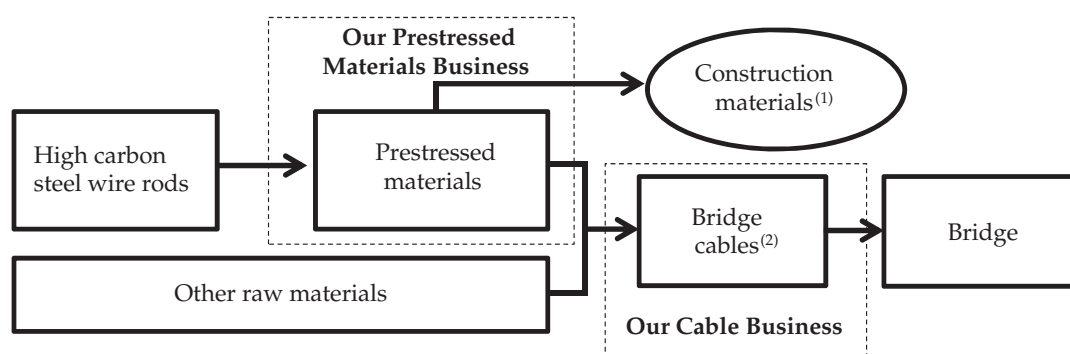 Our Prestressed
Materials Business
Construction
materials(1)
High carbon
steel wire rods
Prestressed
materials
Bridge
cables(2)
Bridge
Other raw materials
Our Cable Business